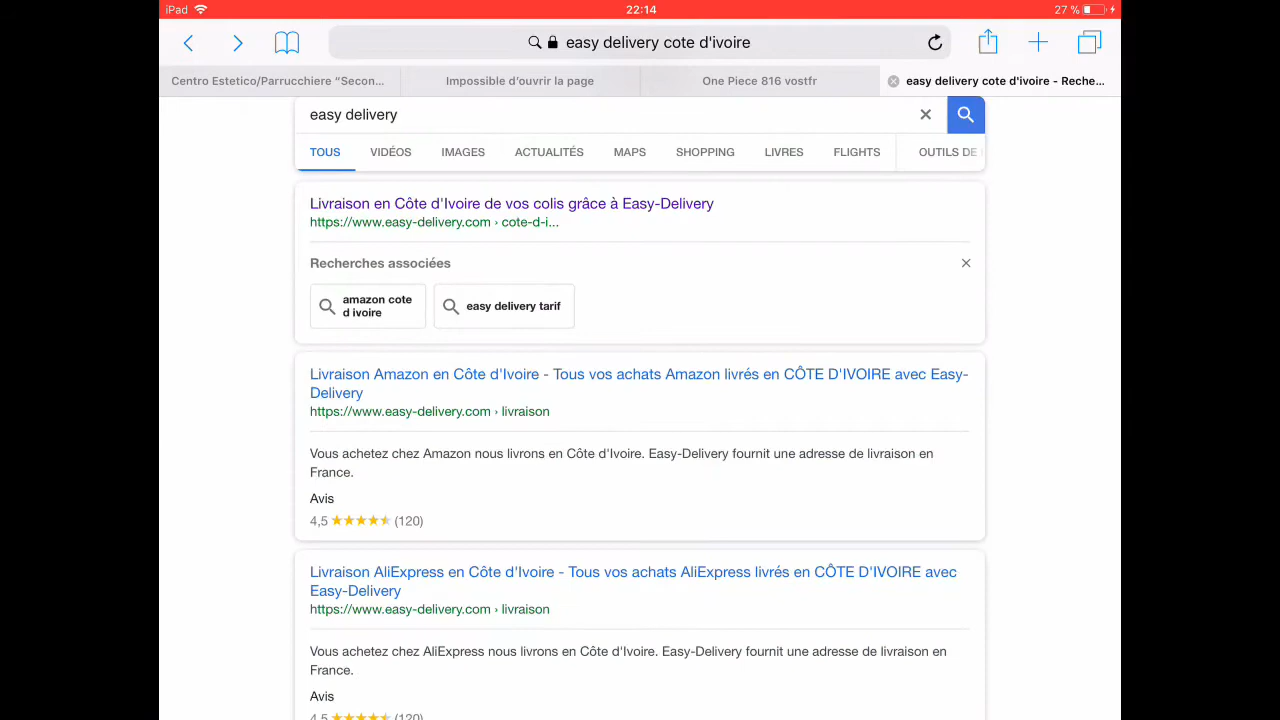 iPad 22:14 27 %
easy delivery cote d'ivoire
Centro Estetico/Parrucchiere “Secon... Impossible d’ouvrir la page One Piece 816 vostfr easy delivery cote d'ivoire - Reche...
easy delivery
TOUS VIDÉOS IMAGES ACTUALITÉS MAPS SHOPPING LIVRES FLIGHTS OUTILS DE
Livraison en Côte d'Ivoire de vos colis grâce à Easy-Delivery
https://www.easy-delivery.com › cote-d-i...
Recherches associées
amazon cote
d ivoire
easy delivery tarif
Livraison Amazon en Côte d'Ivoire - Tous vos achats Amazon livrés en CÔTE D'IVOIRE avec Easy-
Delivery
https://www.easy-delivery.com › livraison
Vous achetez chez Amazon nous livrons en Côte d'Ivoire. Easy-Delivery fournit une adresse de livraison en
France.
Avis
4,5 ★★★★★ (120)
Livraison AliExpress en Côte d'Ivoire - Tous vos achats AliExpress livrés en CÔTE D'IVOIRE avec
Easy-Delivery
https://www.easy-delivery.com › livraison
Vous achetez chez AliExpress nous livrons en Côte d'Ivoire. Easy-Delivery fournit une adresse de livraison en
France.
Avis
4,5 ★★★★★ (120)